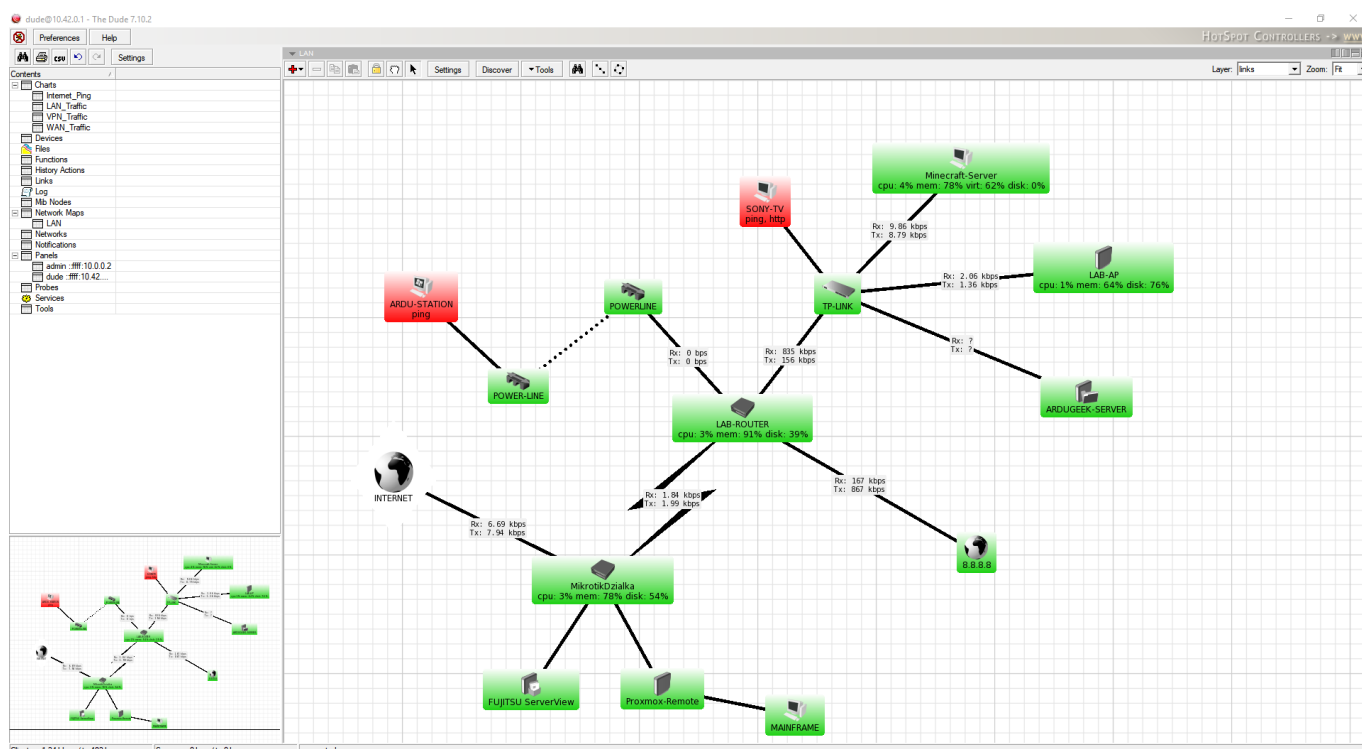 dude@10.42.0.1 - The Dude 7.10.2
Preferences Help
HotSpot Controllers -> www
csv Settings
LAN
Settings Discover Tools Layer: links Zoom: Fit
Contents /
Charts
Internet_Ping
LAN_Traffic
VPN_Traffic
WAN_Traffic
Devices
Files
Functions
History Actions
Links
Log
Mib Nodes
Network Maps
LAN
Networks
Notifications
Panels
admin ::ffff:10.0.0.2
dude ::ffff:10.42....
Probes
Services
Tools
Minecraft-Server
cpu: 4% mem: 78% virt: 62% disk: 0%
SONY-TV
ping, http
Rx: 9.86 kbps
Tx: 8.79 kbps
LAB-AP
cpu: 1% mem: 64% disk: 76%
Rx: 2.06 kbps
Tx: 1.36 kbps
ARDU-STATION
ping
POWERLINE
TP-LINK
Rx: ?
Tx: ?
Rx: 0 bps
Tx: 0 bps
Rx: 835 kbps
Tx: 156 kbps
POWER-LINE
ARDUGEEK-SERVER
LAB-ROUTER
cpu: 3% mem: 91% disk: 39%
INTERNET
Rx: 1.84 kbps
Tx: 1.99 kbps
Rx: 167 kbps
Tx: 867 kbps
Rx: 6.69 kbps
Tx: 7.94 kbps
8.8.8.8
MikrotikDzialka
cpu: 3% mem: 78% disk: 54%
FUJITSU ServerView
Proxmox-Remote
MAINFRAME